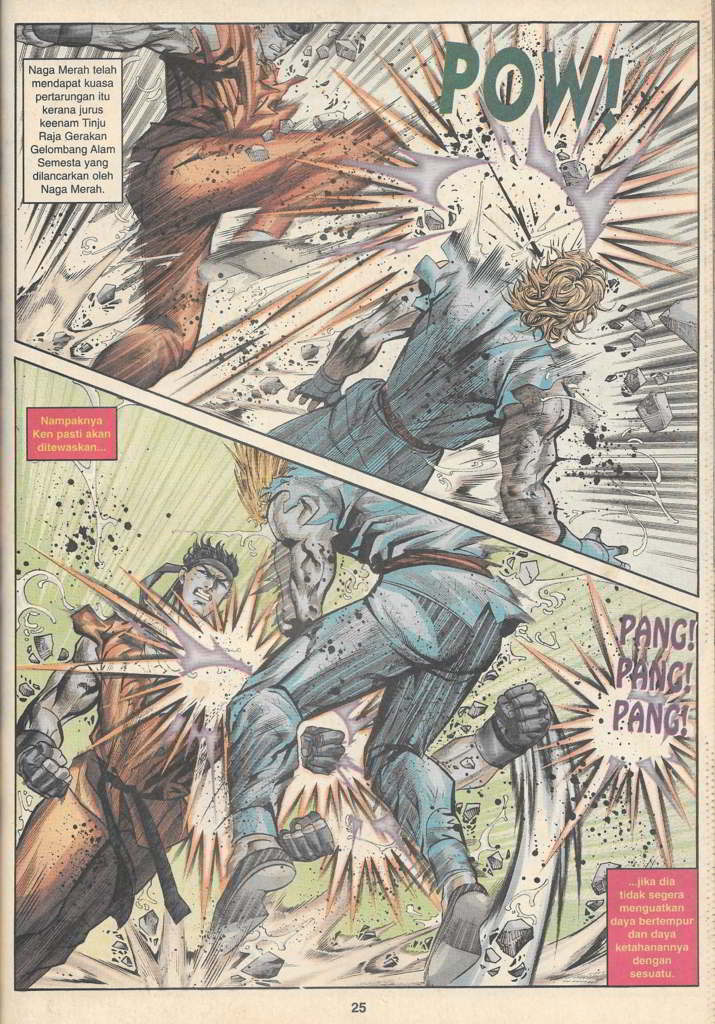 Naga Merah telah
mendapat kuasa
pertarungan itu
kerana jurus
keenam Tinju
Raja Gerakan
Gelombang Alam
Semesta yang
dilancarkan oleh
Naga Merah.
POW!
Nampaknya
Ken pasti akan
ditewaskan...
PANG!
PANG!
PANG!
...jika dia
tidak segera
menguatkan
daya bertempur
dan daya
ketahanannya
dengan
sesuatu.
25